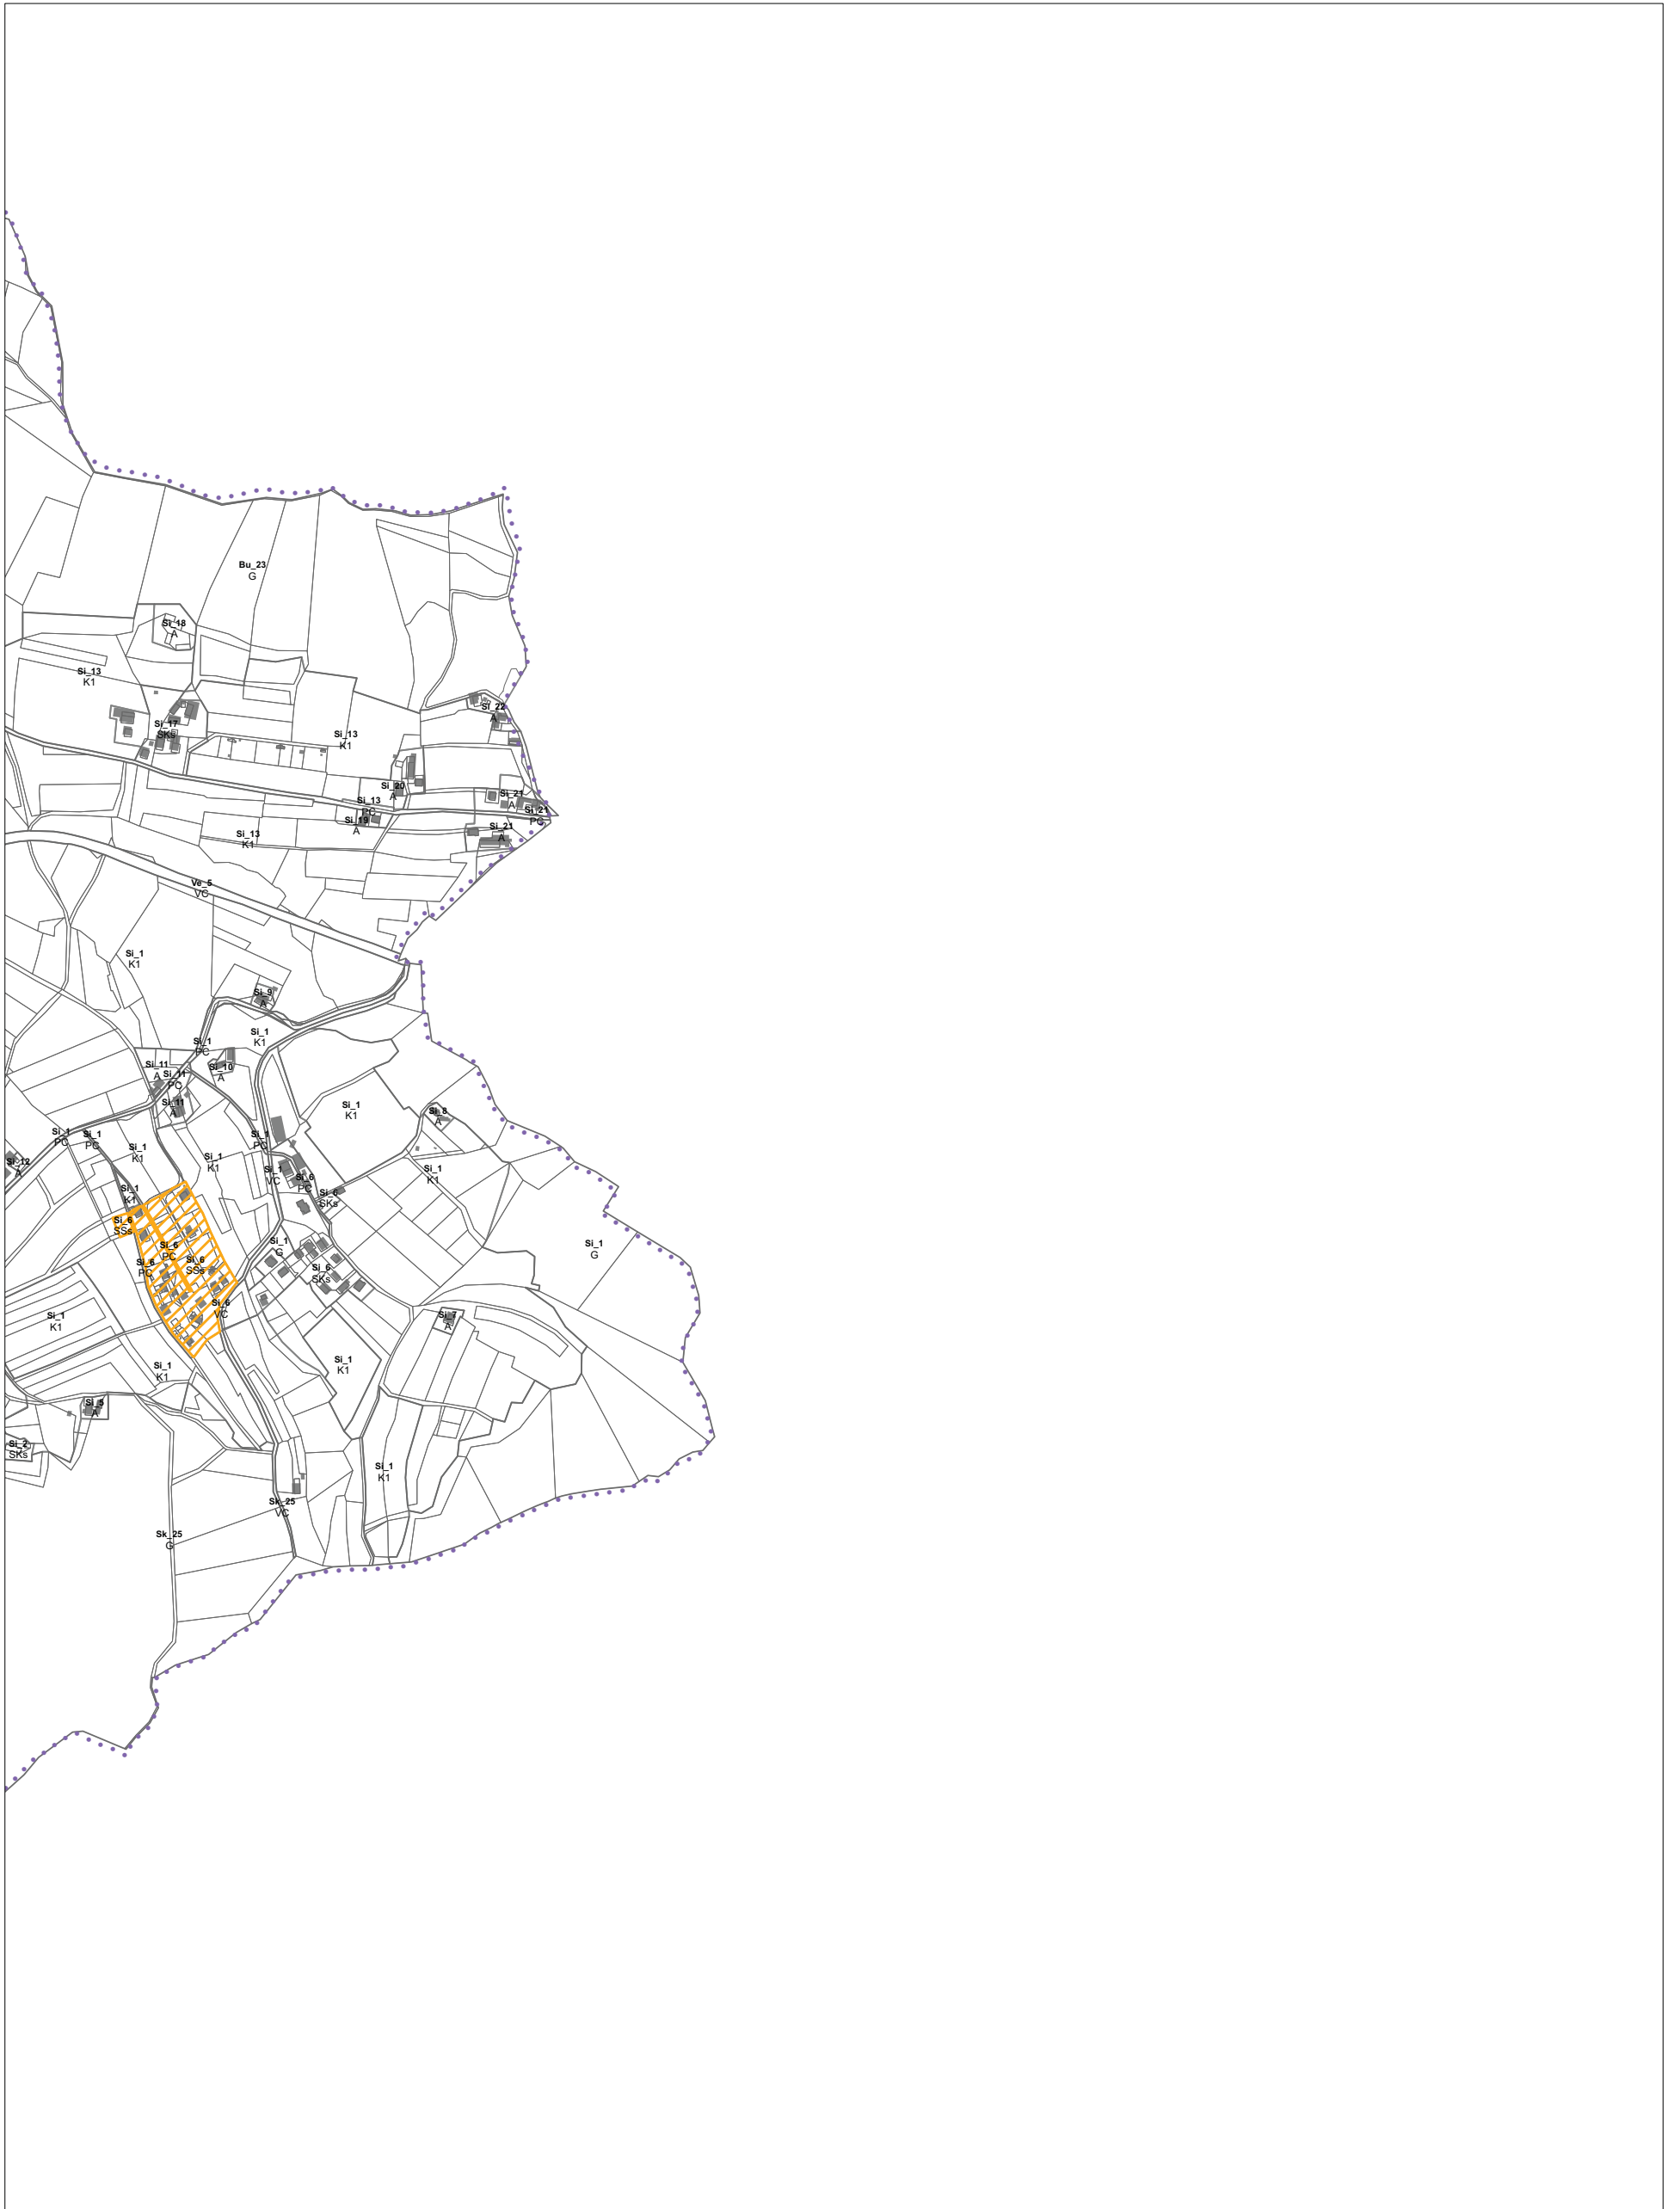 Bu_23
G
Si_18
A
Si_13
K1
Si_22
A
Si_17
SKs
Si_13
K1
Si_20
A
Si_21
A
Si_13
PC
Si_21
PC
Si_19
A
Si_21
A
Si_13
K1
Ve_5
VC
Si_1
K1
Si_9
A
Si_1
K1
Si_1
PC
Si_11
A
Si_10
A
Si_11
PC
Si_11
A
Si_1
K1
Si_8
A
Si_1
PC
Si_1
PC
Si_1
PC
Si_1
K1
Si_12
A
Si_1
K1
Si_1
VC
Si_1
K1
Si_6
PC
Si_1
K1
Si_6
SKs
Si_6
SSs
Si_1
G
Si_1
G
Si_6
PC
Si_6
PC
Si_6
SSs
Si_6
SKs
Si_6
VC
Si_1
K1
Si_7
A
Si_1
K1
Si_1
K1
Si_5
A
Si_2
SKs
Si_1
K1
Sk_25
VC
Sk_25
G